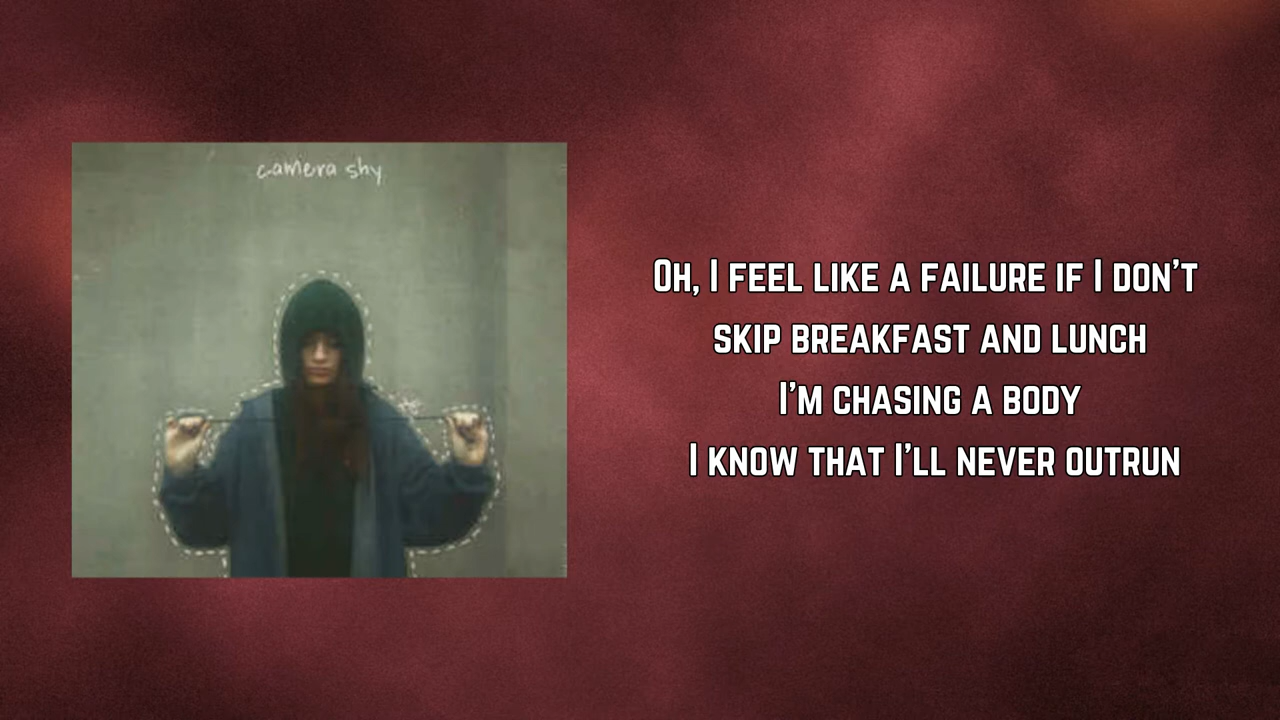 camera shy
Oh, I feel like a failure if I don't
skip breakfast and lunch
I'm chasing a body
I know that I'll never outrun